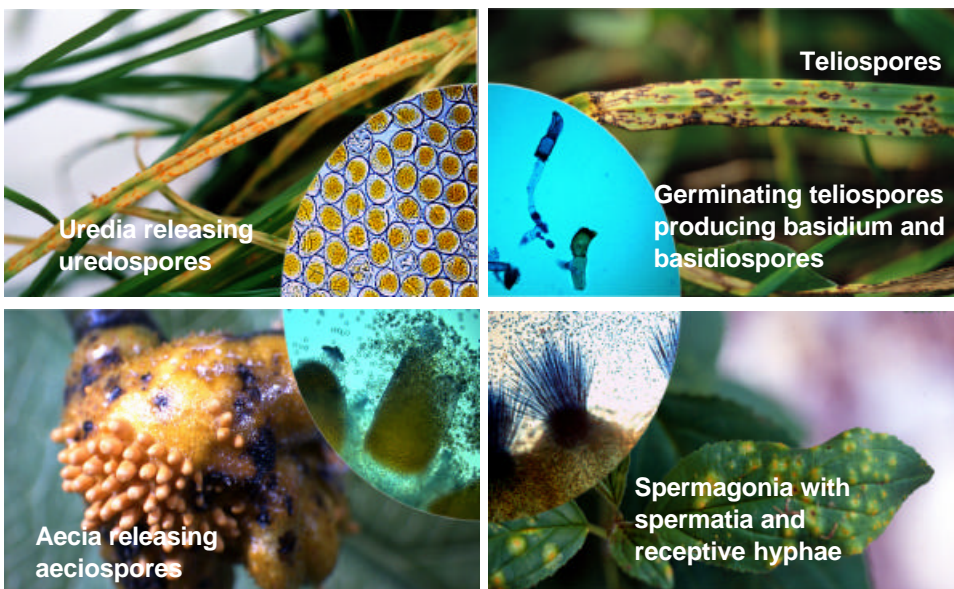 Uredia releasing
uredospores
Teliospores
Germinating teliospores
producing basidium and
basidiospores
Aecia releasing
aeciospores
Spermagonia with
spermatia and
receptive hyphae